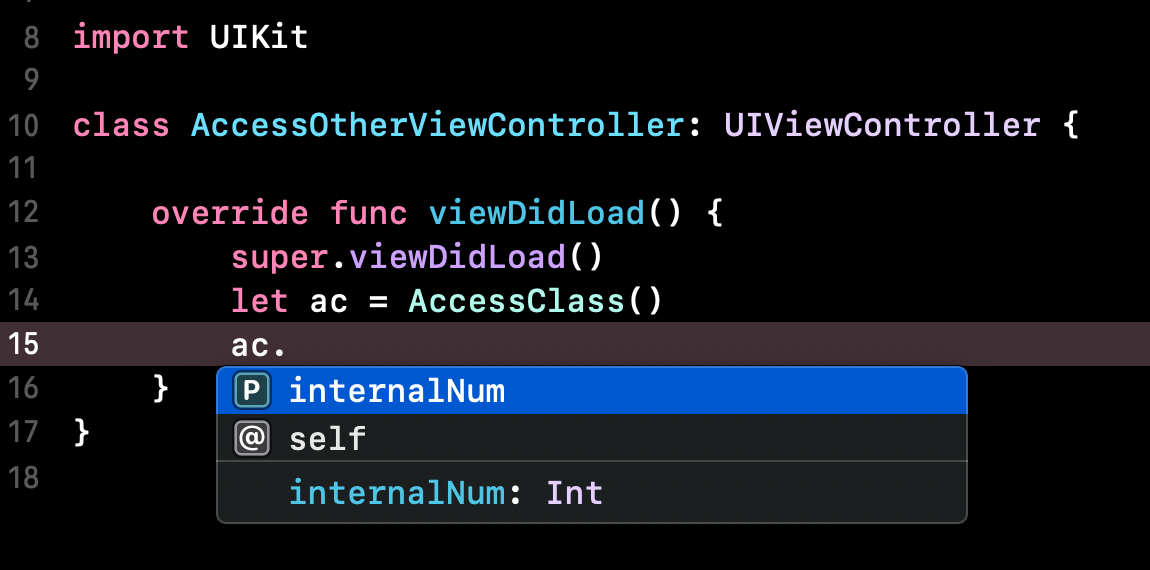 8 import UIKit
9
10 class AccessOtherViewController: UIViewController {
11
12 override func viewDidLoad() {
13 super.viewDidLoad()
14 let ac = AccessClass()
15 ac.
P internalNum
16 }
@ self
17 }
internalNum: Int
18